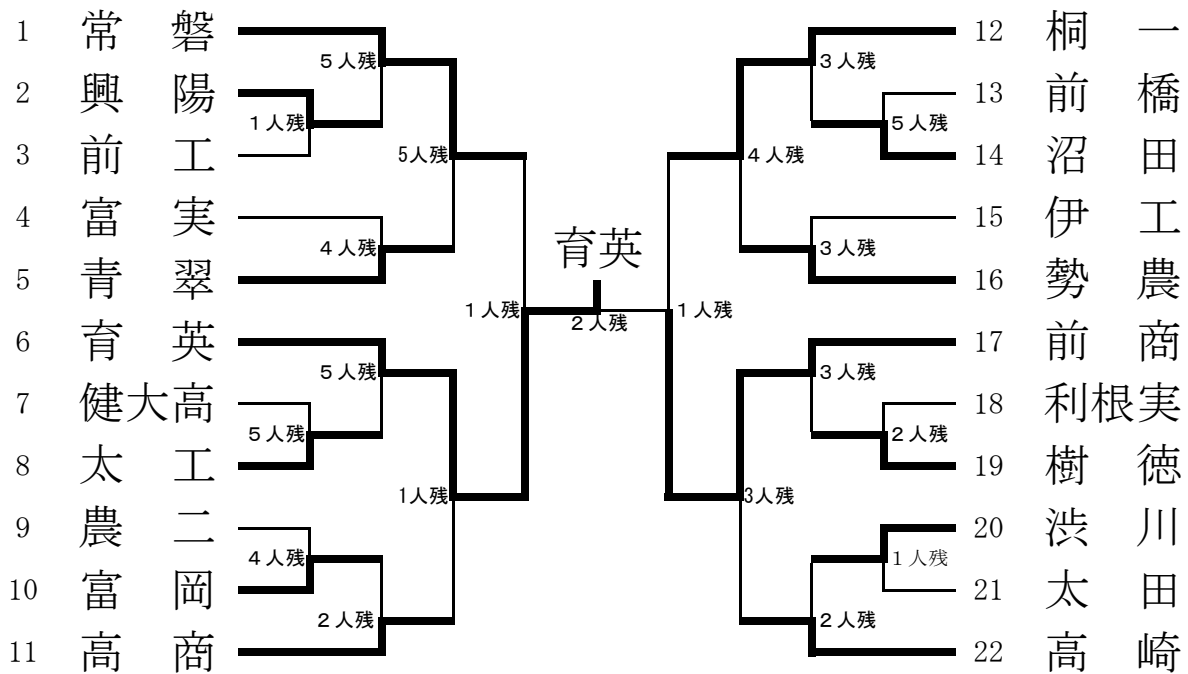 1 常 磐
2 興 陽
3 前 工
4 富 実
5 青 翠
6 育 英
7 健大高
8 太 工
9 農 二
10 富 岡
11 高 商
5人残
1人残
5人残
4人残
1人残
5人残
5人残
1人残
4人残
2人残
育英
2人残
12 桐 一
13 前 橋
14 沼 田
15 伊 工
16 勢 農
17 前 商
18 利根実
19 樹 徳
20 渋 川
21 太 田
22 高 崎
3人残
5人残
4人残
3人残
1人残
3人残
2人残
3人残
1人残
2人残